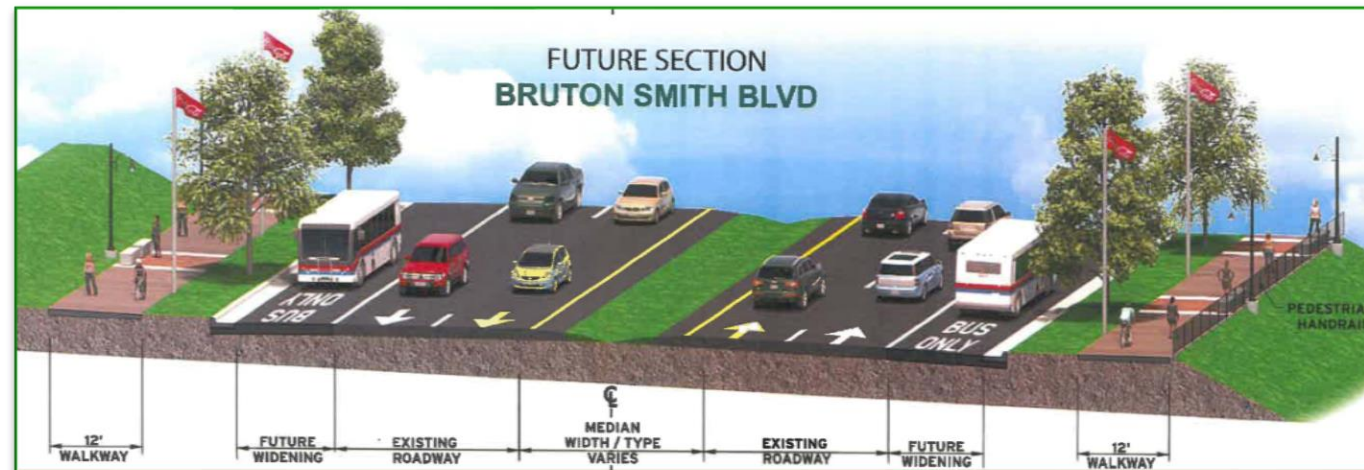 FUTURE SECTION
BRUTON SMITH BLVD
BUS
ONLY
BUS
ONLY
PEDESTRIA
HANDRAI
12'
WALKWAY
FUTURE
WIDENING
EXISTING
ROADWAY
℄
MEDIAN
WIDTH / TYPE
VARIES
EXISTING
ROADWAY
FUTURE
WIDENING
12'
WALKWAY